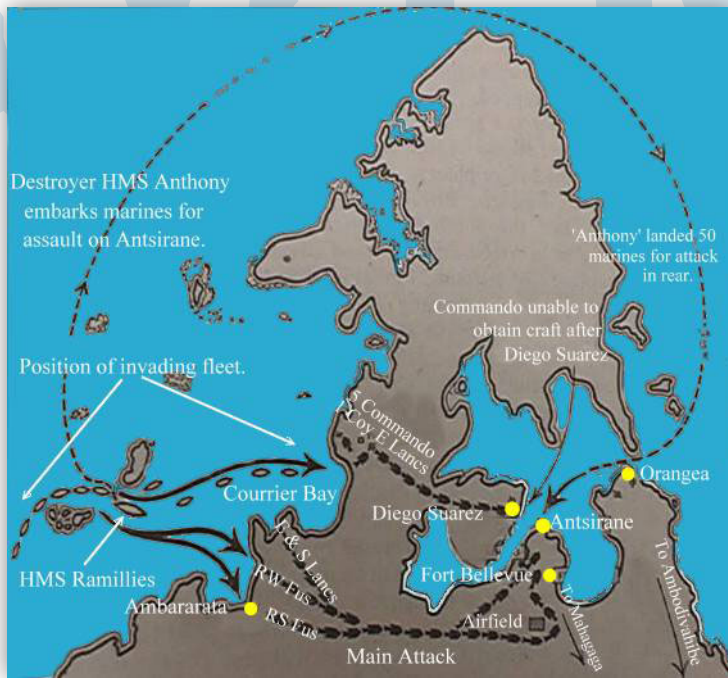 Destroyer HMS Anthony
embarks marines for
assault on Antsirane.
'Anthony' landed 50
marines for attack
in rear.
Commando unable to
obtain craft after
Diego Suarez
Position of invading fleet.
5 Commando
Coy E Lancs
Courrier Bay
Orangea
Diego Suarez
Antsirane
HMS Ramillies
E & S Lancs
Fort Bellevue
RW Fus
Ambararata
RS Fus
Airfield
Main Attack
To Mahagaga
To Ambodivahibe